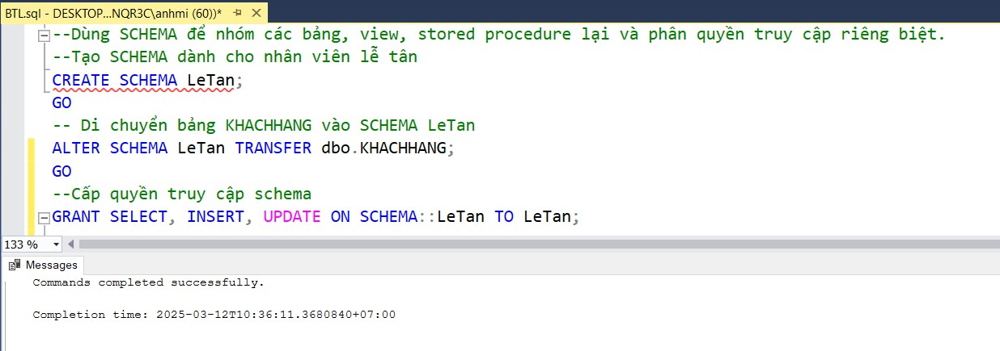 BTL.sql - DESKTOP...NQR3C\anhmi (60))*
--Dùng SCHEMA để nhóm các bảng, view, stored procedure lại và phân quyền truy cập riêng biệt.
--Tạo SCHEMA dành cho nhân viên lễ tân
CREATE SCHEMA LeTan;
GO
-- Di chuyển bảng KHACHHANG vào SCHEMA LeTan
ALTER SCHEMA LeTan TRANSFER dbo.KHACHHANG;
GO
--Cấp quyền truy cập schema
GRANT SELECT, INSERT, UPDATE ON SCHEMA::LeTan TO LeTan;
133 %
Messages
Commands completed successfully.
Completion time: 2025-03-12T10:36:11.3680840+07:00